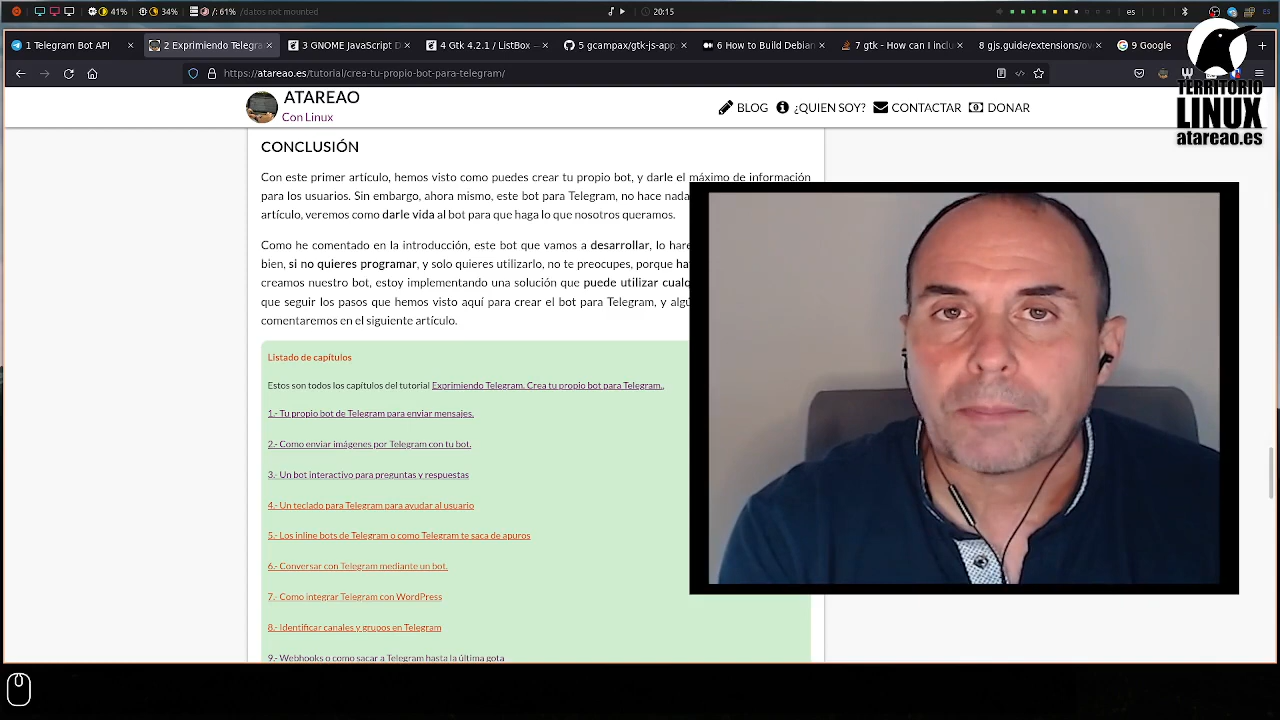 41% 34% /: 61% /datos not mounted 20:15 es ES
1 Telegram Bot API
2 Exprimiendo Telegra
3 GNOME JavaScript D
4 Gtk 4.2.1 / ListBox –
5 gcampax/gtk-js-app
6 How to Build Debian
7 gtk - How can I inclu
8 gjs.guide/extensions/ov
9 Google
https://atareao.es/tutorial/crea-tu-propio-bot-para-telegram/
TERRITORIO
LINUX
atareao.es
ATAREAO
Con Linux
BLOG ¿QUIEN SOY? CONTACTAR DONAR
CONCLUSIÓN
Con este primer artículo, hemos visto como puedes crear tu propio bot, y darle el máximo de información
para los usuarios. Sin embargo, ahora mismo, este bot para Telegram, no hace nada
artículo, veremos como darle vida al bot para que haga lo que nosotros queramos.
Como he comentado en la introducción, este bot que vamos a desarrollar, lo hare
bien, si no quieres programar, y solo quieres utilizarlo, no te preocupes, porque
creamos nuestro bot, estoy implementando una solución que puede utilizar
que seguir los pasos que hemos visto aquí para crear el bot para Telegram, y
comentaremos en el siguiente artículo.
Listado de capítulos
Estos son todos los capítulos del tutorial Exprimiendo Telegram. Crea tu propio bot para Telegram..
1.- Tu propio bot de Telegram para enviar mensajes.
2.- Como enviar imágenes por Telegram con tu bot.
3.- Un bot interactivo para preguntas y respuestas
4.- Un teclado para Telegram para ayudar al usuario
5.- Los inline bots de Telegram o como Telegram te saca de apuros
6.- Conversar con Telegram mediante un bot.
7.- Como integrar Telegram con WordPress
8.- Identificar canales y grupos en Telegram
9.- Webhooks o como sacar a Telegram hasta la última gota